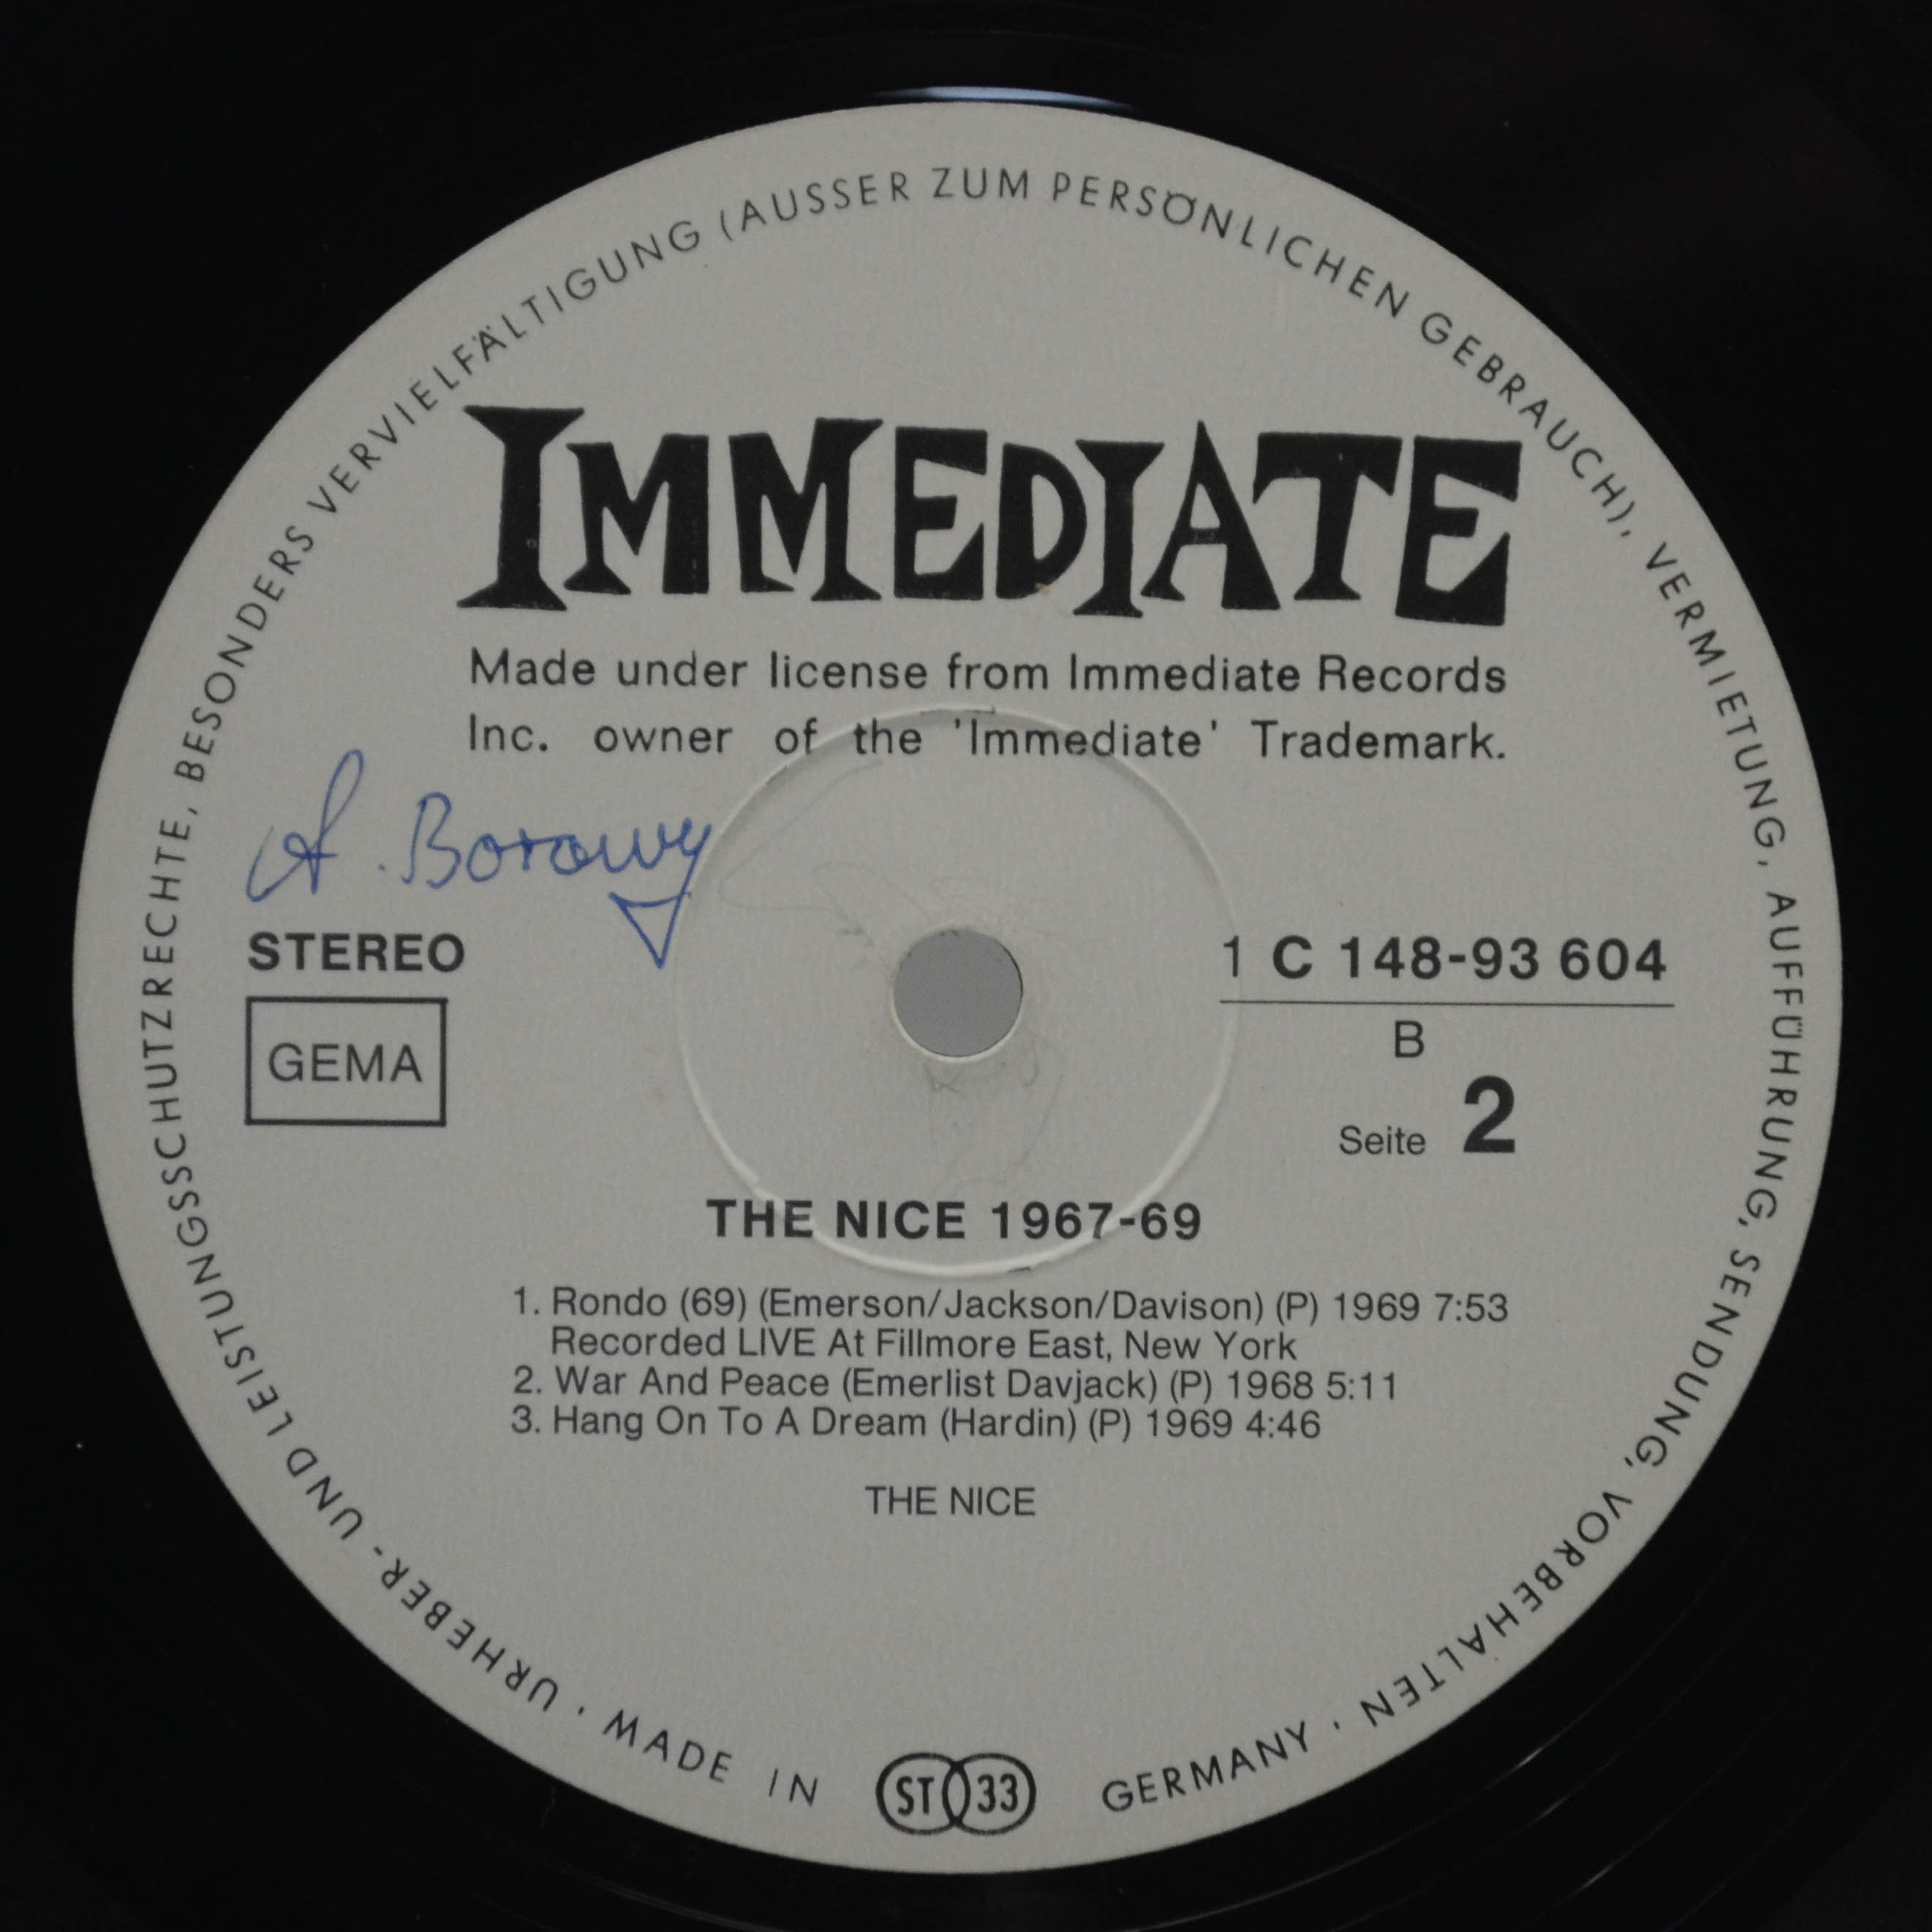 URHEBER- UND LEISTUNGSSCHUTZRECHTE, BESONDERS VERVIELFÄLTIGUNG (AUSSER ZUM PERSÖNLICHEN GEBRAUCH), VERMIETUNG, AUFFÜHRUNG, SENDUNG, VORBEHALTEN
IMMEDIATE
Made under license from Immediate Records
Inc. owner of the 'Immediate' Trademark.
A. Borowy
STEREO
GEMA
1 C 148-93 604
B
Seite 2
THE NICE 1967-69
1. Rondo (69) (Emerson/Jackson/Davison) (P) 1969 7:53
Recorded LIVE At Fillmore East, New York
2. War And Peace (Emerlist Davjack) (P) 1968 5:11
3. Hang On To A Dream (Hardin) (P) 1969 4:46
THE NICE
· MADE IN ST 33 GERMANY ·